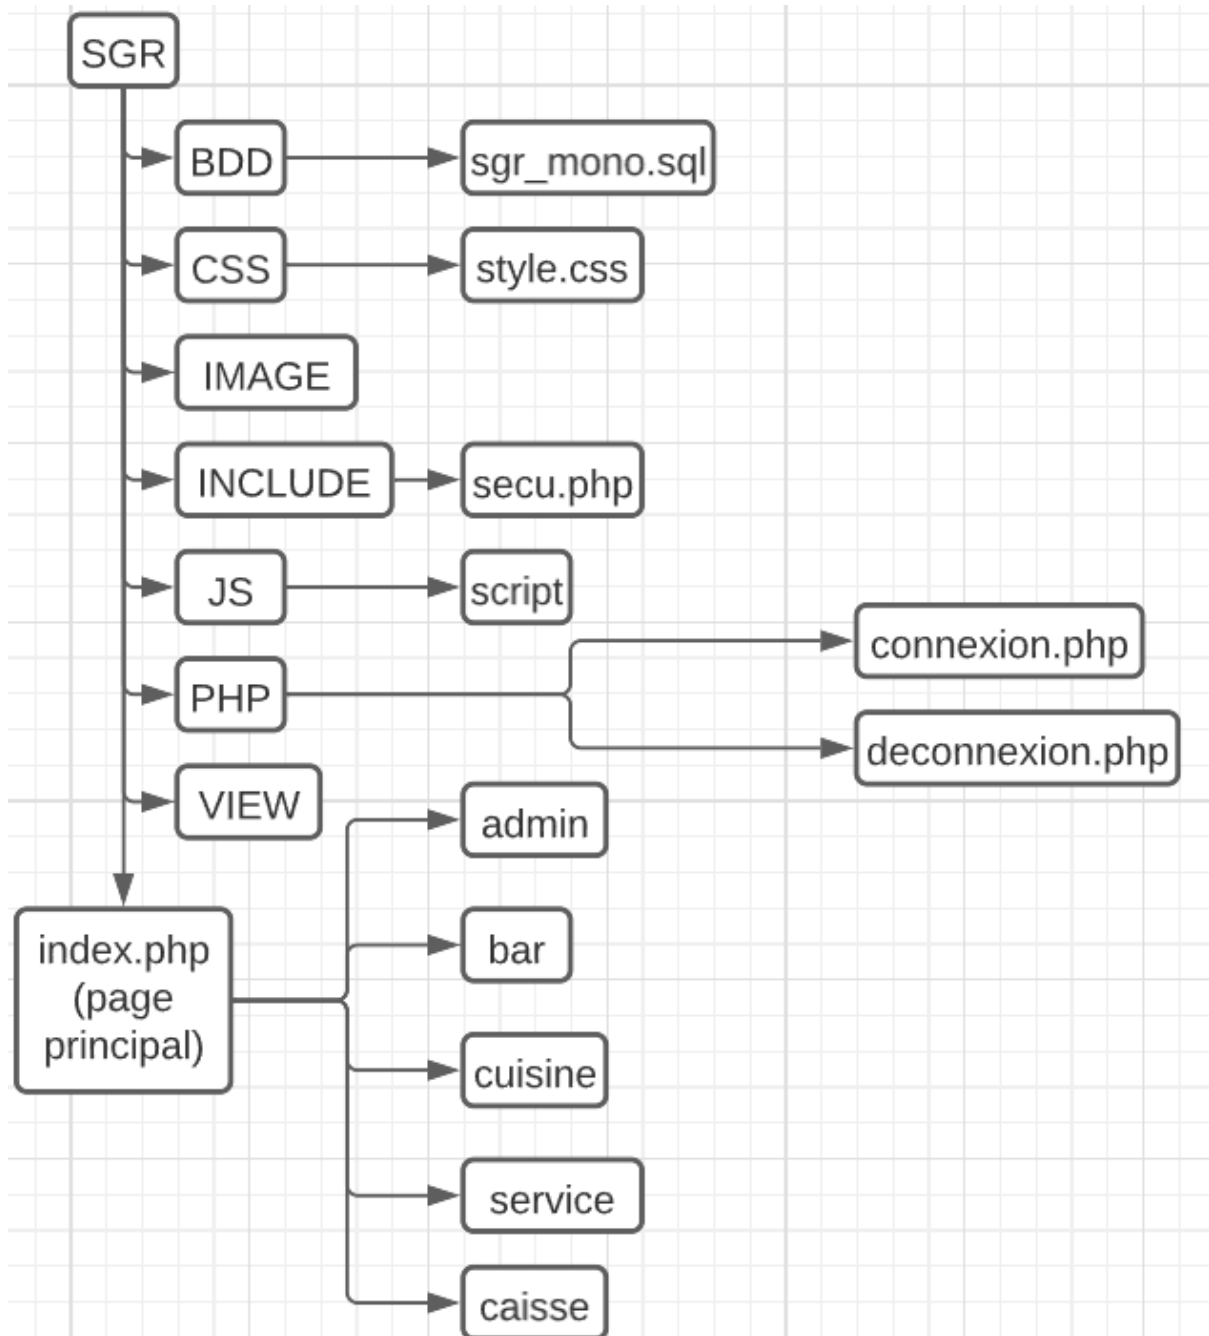 SGR
BDD
sgr_mono.sql
CSS
style.css
IMAGE
INCLUDE
secu.php
JS
script
connexion.php
PHP
deconnexion.php
VIEW
admin
index.php
(page
principal)
bar
cuisine
service
caisse